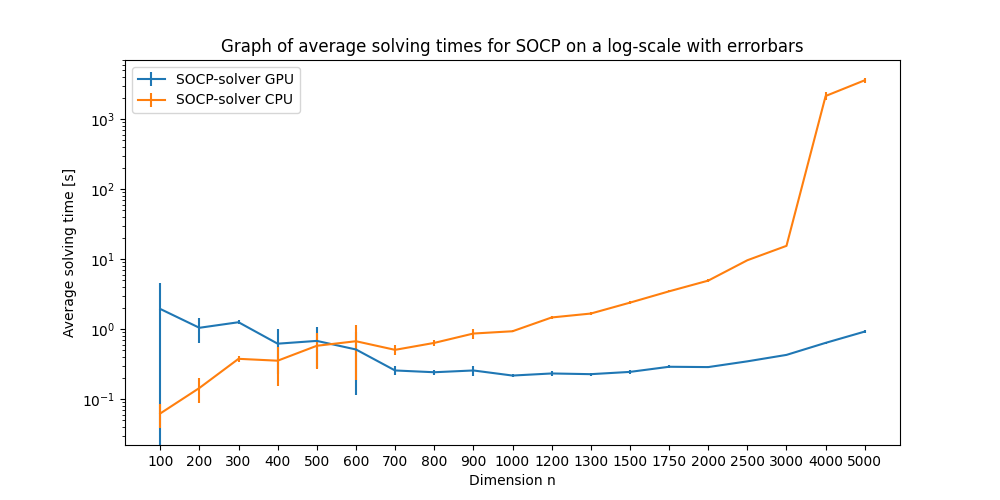 Graph of average solving times for SOCP on a log-scale with errorbars
SOCP-solver GPU
SOCP-solver CPU
Average solving time [s]
10³
10²
10¹
10⁰
10⁻¹
100 200 300 400 500 600 700 800 900 1000 1200 1300 1500 1750 2000 2500 3000 4000 5000
Dimension n